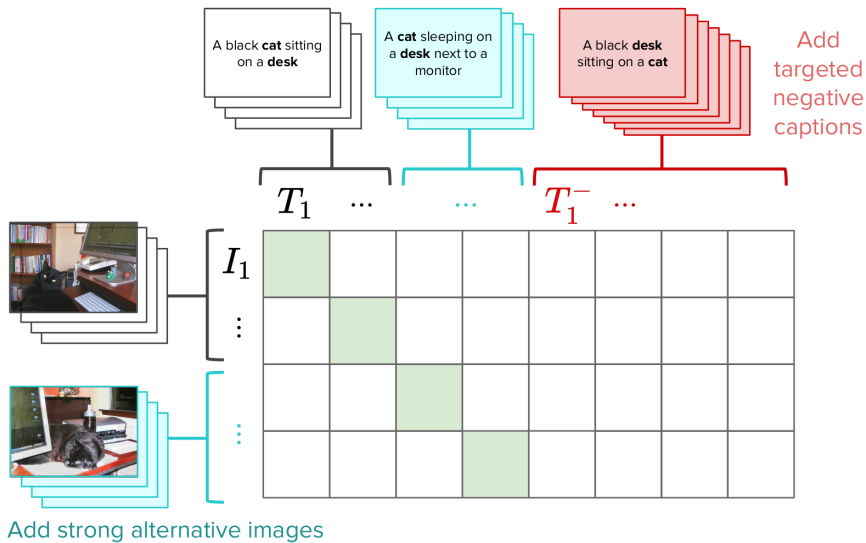 A black cat sitting
on a desk
A cat sleeping on
a desk next to a
monitor
A black desk
sitting on a cat
Add
targeted
negative
captions
T₁ ... ... T₁⁻ ...
I₁
⋮
⋮
Add strong alternative images